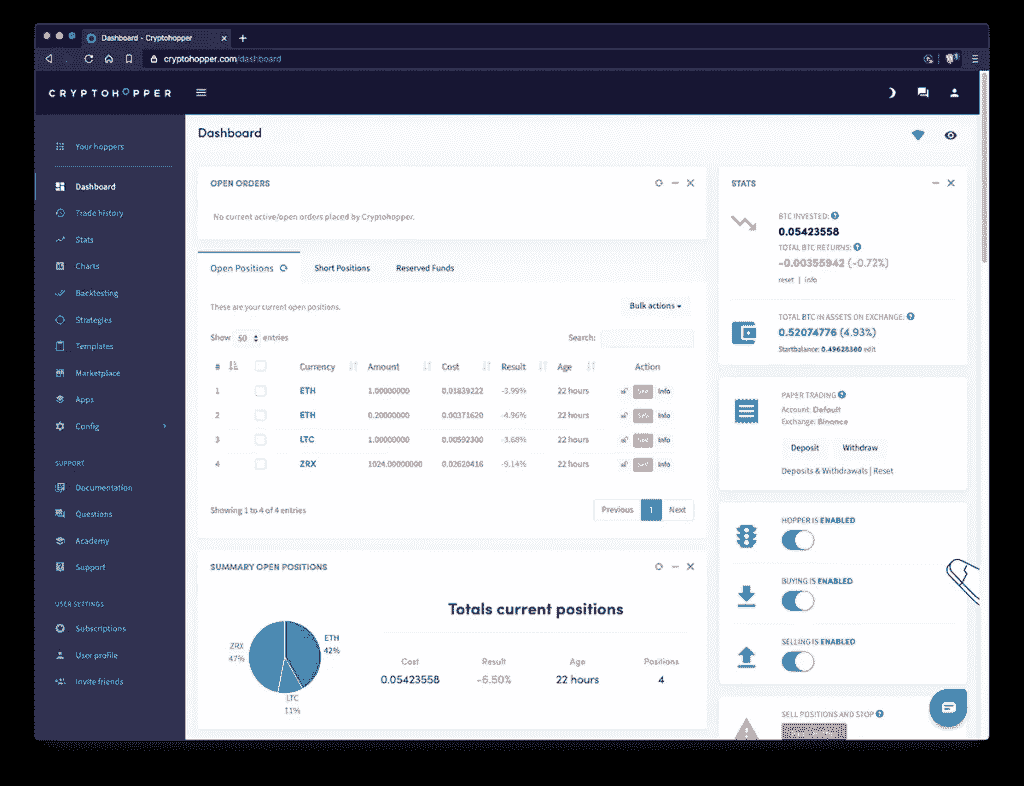 Dashboard - Cryptohopper
cryptohopper.com/dashboard
CRYPTOHOPPER
Your hoppers
Dashboard
Trade history
Stats
Charts
Backtesting
Strategies
Templates
Marketplace
Apps
Config
SUPPORT
Documentation
Questions
Academy
Support
USER SETTINGS
Subscriptions
User profile
Invite friends
Dashboard
OPEN ORDERS
No current active/open orders placed by Cryptohopper.
Open Positions
Short Positions
Reserved Funds
These are your current open positions.
Bulk actions
Show 50 entries
Search:
# Currency Amount Cost Result Age Action
1 ETH 1.00000000 0.01839222 -3.99% 22 hours Sell Info
2 ETH 0.20000000 0.00371620 -4.96% 22 hours Sell Info
3 LTC 1.00000000 0.00592300 -3.68% 22 hours Sell Info
4 ZRX 1024.00000000 0.02620416 -9.14% 22 hours Sell Info
Showing 1 to 4 of 4 entries
Previous 1 Next
SUMMARY OPEN POSITIONS
ZRX
47%
ETH
42%
LTC
11%
Totals current positions
Cost Result Age Positions
0.05423558 -6.50% 22 hours 4
STATS
BTC INVESTED:
0.05423558
TOTAL BTC RETURNS:
-0.00355942 (-0.72%)
reset | info
TOTAL BTC IN ASSETS ON EXCHANGE:
0.52074776 (4.93%)
Startbalance: 0.49628360 edit
PAPER TRADING
Account: Default
Exchange: Binance
Deposit Withdraw
Deposits & Withdrawals | Reset
HOPPER IS ENABLED
BUYING IS ENABLED
SELLING IS ENABLED
SELL POSITIONS AND STOP